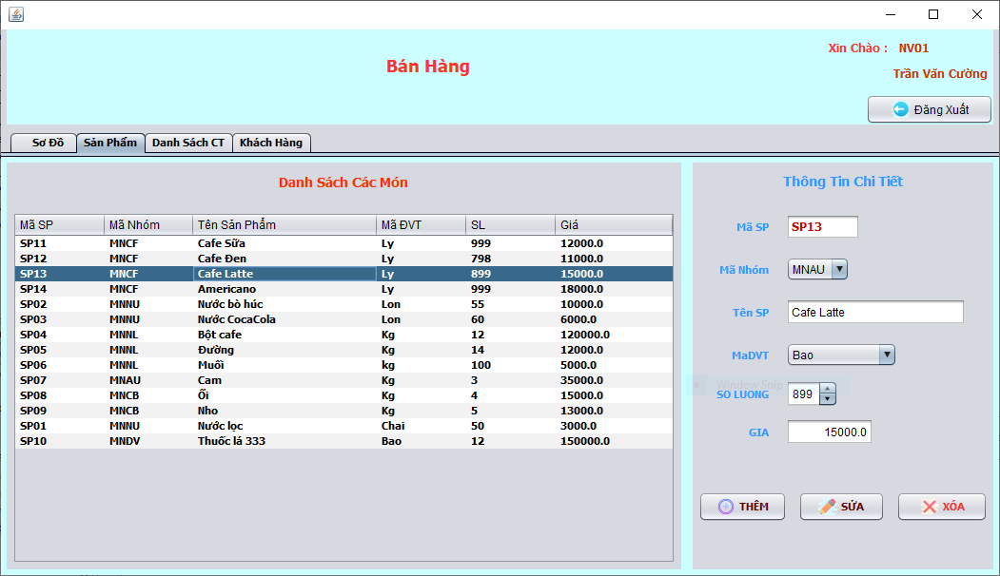 Xin Chào : NV01
Bán Hàng
Trần Văn Cường
Đăng Xuất
Sơ Đồ Sản Phẩm Danh Sách CT Khách Hàng
Danh Sách Các Món
Mã SP Mã Nhóm Tên Sản Phẩm Mã ĐVT SL Giá
SP11 MNCF Cafe Sữa Ly 999 12000.0
SP12 MNCF Cafe Đen Ly 798 11000.0
SP13 MNCF Cafe Latte Ly 899 15000.0
SP14 MNCF Americano Ly 999 18000.0
SP02 MNNU Nước bò húc Lon 55 10000.0
SP03 MNNU Nước CocaCola Lon 60 6000.0
SP04 MNNL Bột cafe Kg 12 120000.0
SP05 MNNL Đường Kg 14 12000.0
SP06 MNNL Muối kg 100 5000.0
SP07 MNAU Cam Kg 3 35000.0
SP08 MNCB Ổi Kg 4 15000.0
SP09 MNCB Nho Kg 5 13000.0
SP01 MNNU Nước lọc Chai 50 3000.0
SP10 MNDV Thuốc lá 333 Bao 12 150000.0
Thông Tin Chi Tiết
Mã SP SP13
Mã Nhóm MNAU
Tên SP Cafe Latte
MaDVT Bao
Window Snip
SO LUONG 899
GIA 15000.0
THÊM SỬA XÓA